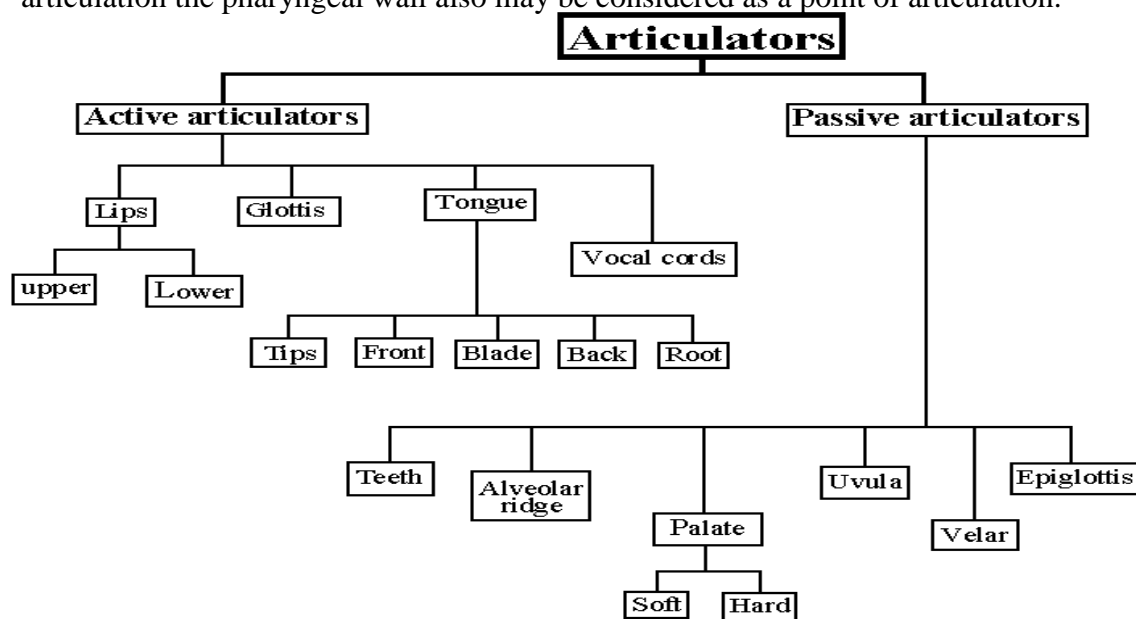 articulation the pharyngeal wall also may be considered as a point of articulation.
Articulators
Active articulators
Passive articulators
Lips
Glottis
Tongue
Vocal cords
upper
Lower
Tips
Front
Blade
Back
Root
Teeth
Alveolar
ridge
Palate
Uvula
Velar
Epiglottis
Soft
Hard